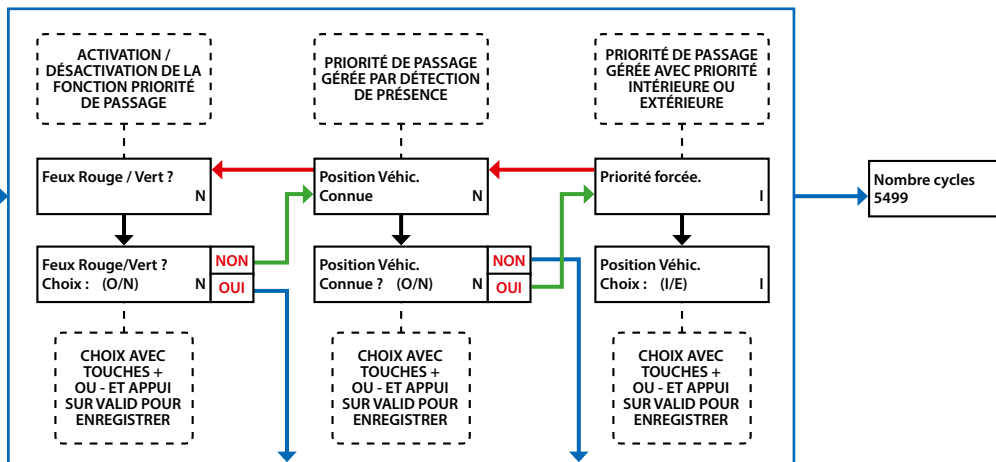 ACTIVATION /
DÉSACTIVATION DE LA
FONCTION PRIORITÉ
DE PASSAGE
PRIORITÉ DE PASSAGE
GÉRÉE PAR DÉTECTION
DE PRÉSENCE
PRIORITÉ DE PASSAGE
GÉRÉE AVEC PRIORITÉ
INTÉRIEURE OU
EXTÉRIEURE
Feux Rouge / Vert ?
N
Position Véhic.
Connue N
Priorité forcée.
I
Nombre cycles
5499
Feux Rouge/Vert ?
Choix : (O/N) N
NON
OUI
Position Véhic.
Connue ? (O/N) N
NON
OUI
Position Véhic.
Choix : (I/E) I
CHOIX AVEC
TOUCHES +
OU - ET APPUI
SUR VALID POUR
ENREGISTRER
CHOIX AVEC
TOUCHES +
OU - ET APPUI
SUR VALID POUR
ENREGISTRER
CHOIX AVEC
TOUCHES +
OU - ET APPUI
SUR VALID POUR
ENREGISTRER